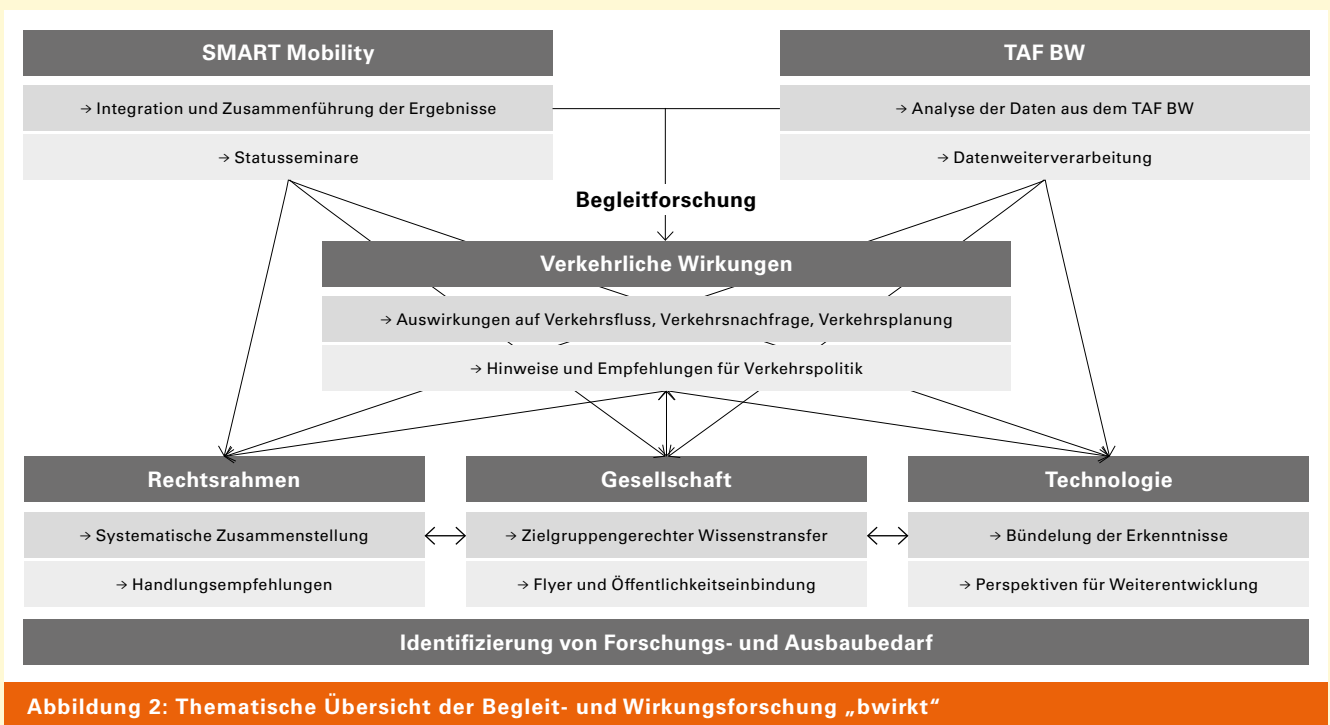 SMART Mobility
→ Integration und Zusammenführung der Ergebnisse
→ Statusseminare
TAF BW
→ Analyse der Daten aus dem TAF BW
→ Datenweiterverarbeitung
Begleitforschung
Verkehrliche Wirkungen
→ Auswirkungen auf Verkehrsfluss, Verkehrsnachfrage, Verkehrsplanung
→ Hinweise und Empfehlungen für Verkehrspolitik
Rechtsrahmen
→ Systematische Zusammenstellung
→ Handlungsempfehlungen
Gesellschaft
→ Zielgruppengerechter Wissenstransfer
→ Flyer und Öffentlichkeitseinbindung
Technologie
→ Bündelung der Erkenntnisse
→ Perspektiven für Weiterentwicklung
Identifizierung von Forschungs- und Ausbaubedarf
Abbildung 2: Thematische Übersicht der Begleit- und Wirkungsforschung „bwirkt“